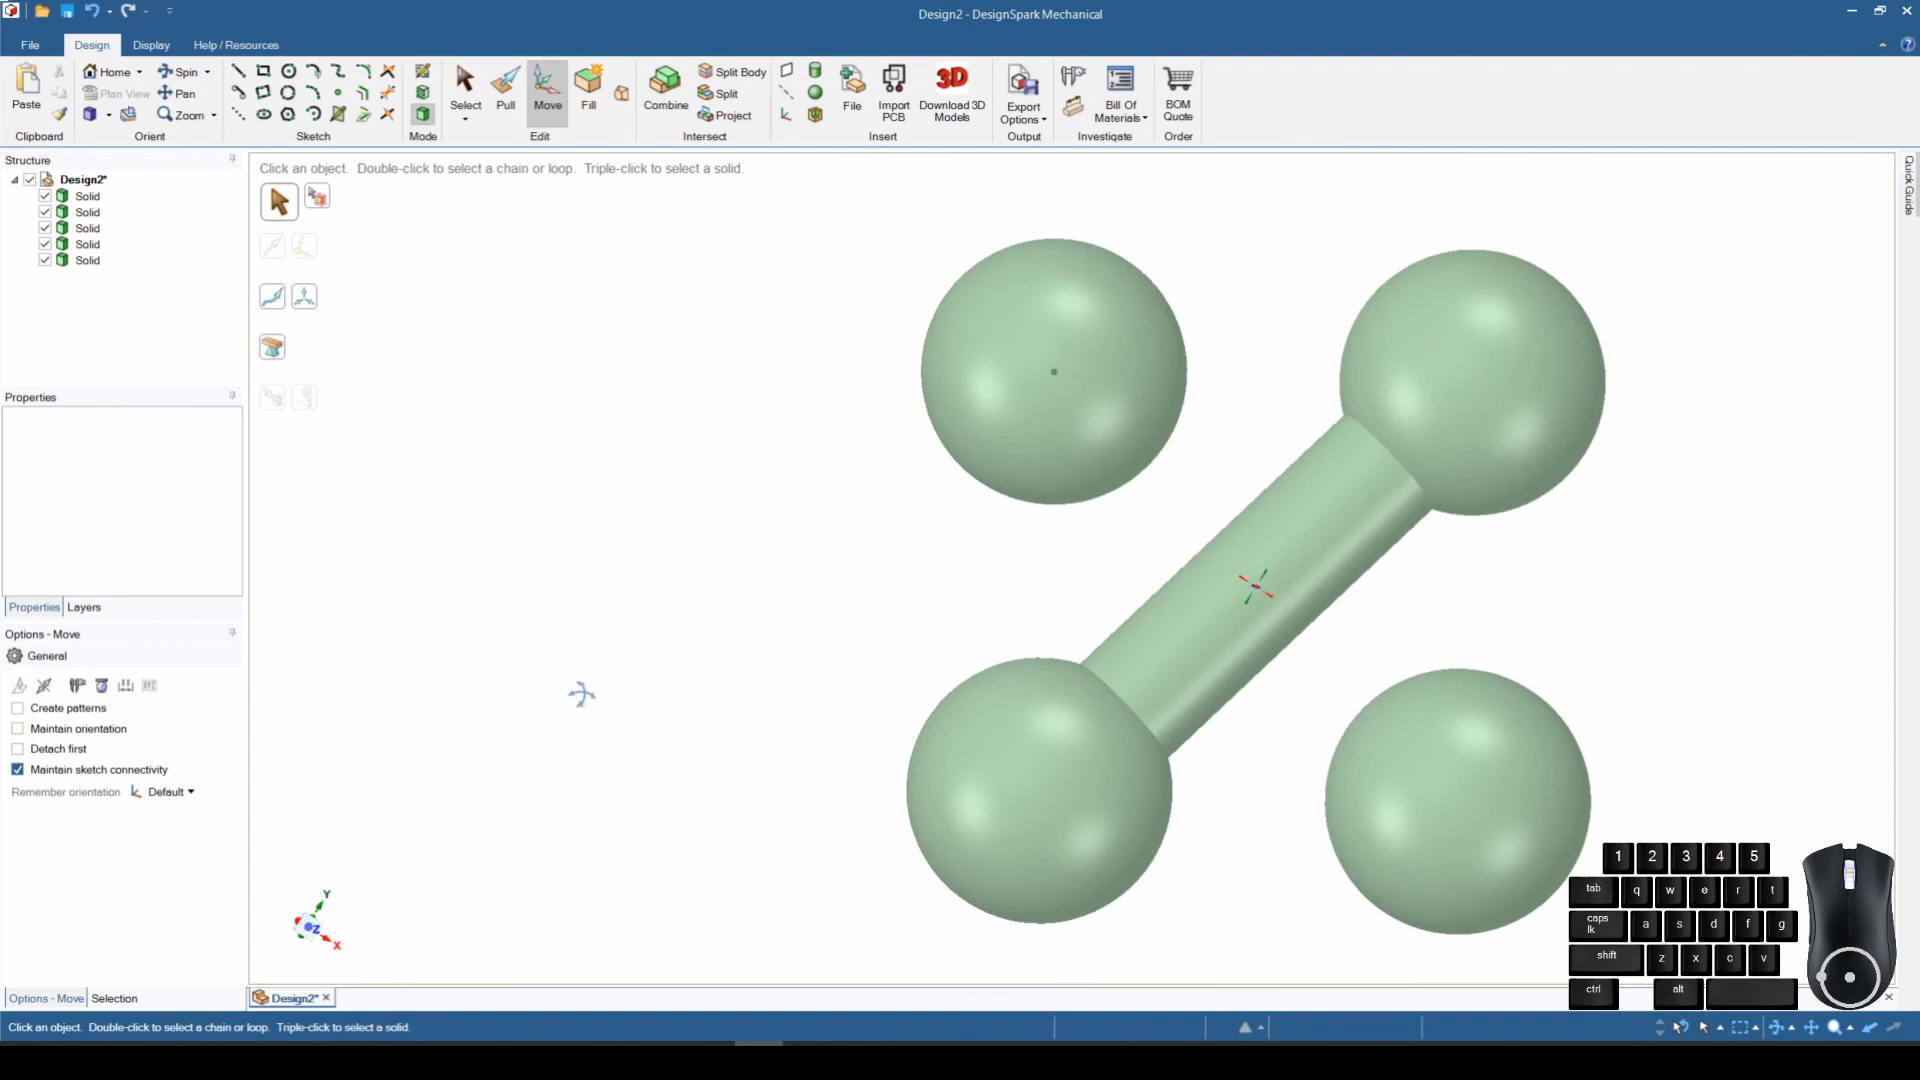 Design2 - DesignSpark Mechanical
File Design Display Help / Resources
Paste
Clipboard
Home Spin
Plan View Pan
Zoom
Orient
Sketch
Mode
Select Pull Move Fill
Edit
Combine
Split Body
Split
Project
Intersect
File
Import PCB
Download 3D Models
3D
Insert
Export Options
Output
Bill Of Materials
Investigate
BOM Quote
Order
Structure
Design2*
Solid
Solid
Solid
Solid
Solid
Click an object. Double-click to select a chain or loop. Triple-click to select a solid.
Quick Guide
Properties
Properties Layers
Options - Move
General
Create patterns
Maintain orientation
Detach first
Maintain sketch connectivity
Remember orientation Default
Y
Z
X
Options - Move Selection
Design2*
Click an object. Double-click to select a chain or loop. Triple-click to select a solid.
1 2 3 4 5
tab q w e r t
caps lk a s d f g
shift z x c v
ctrl alt